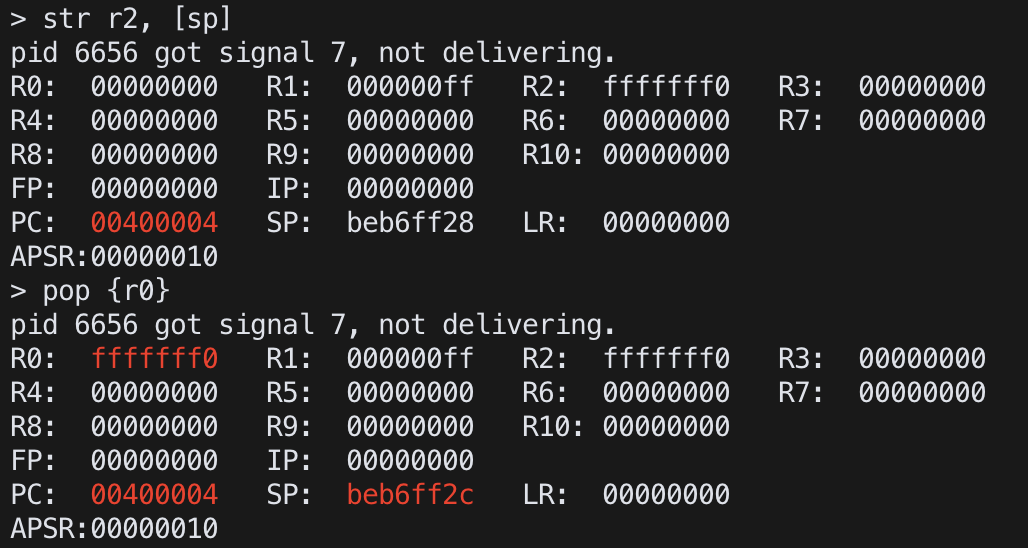 > str r2, [sp]
pid 6656 got signal 7, not delivering.
R0: 00000000 R1: 000000ff R2: fffffff0 R3: 00000000
R4: 00000000 R5: 00000000 R6: 00000000 R7: 00000000
R8: 00000000 R9: 00000000 R10: 00000000
FP: 00000000 IP: 00000000
PC: 00400004 SP: beb6ff28 LR: 00000000
APSR:00000010
> pop {r0}
pid 6656 got signal 7, not delivering.
R0: fffffff0 R1: 000000ff R2: fffffff0 R3: 00000000
R4: 00000000 R5: 00000000 R6: 00000000 R7: 00000000
R8: 00000000 R9: 00000000 R10: 00000000
FP: 00000000 IP: 00000000
PC: 00400004 SP: beb6ff2c LR: 00000000
APSR:00000010